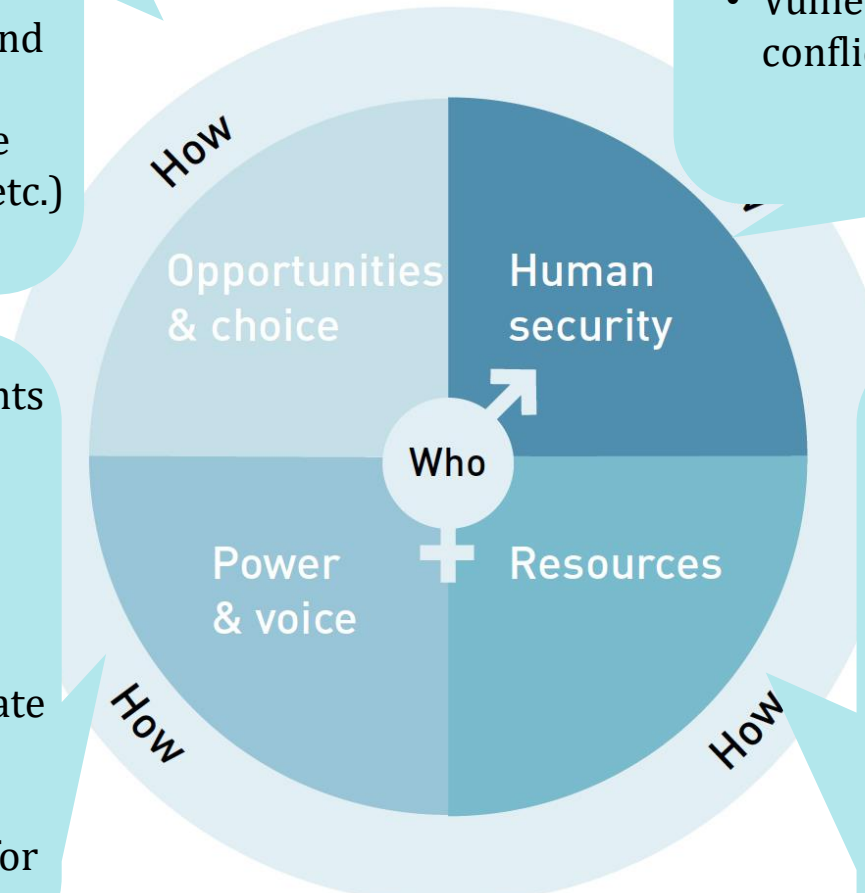 nd
e
etc.)
How
conflic
Opportunities
& choice
Human
security
nts
Who
Power
& voice
Resources
ate
How
How
for